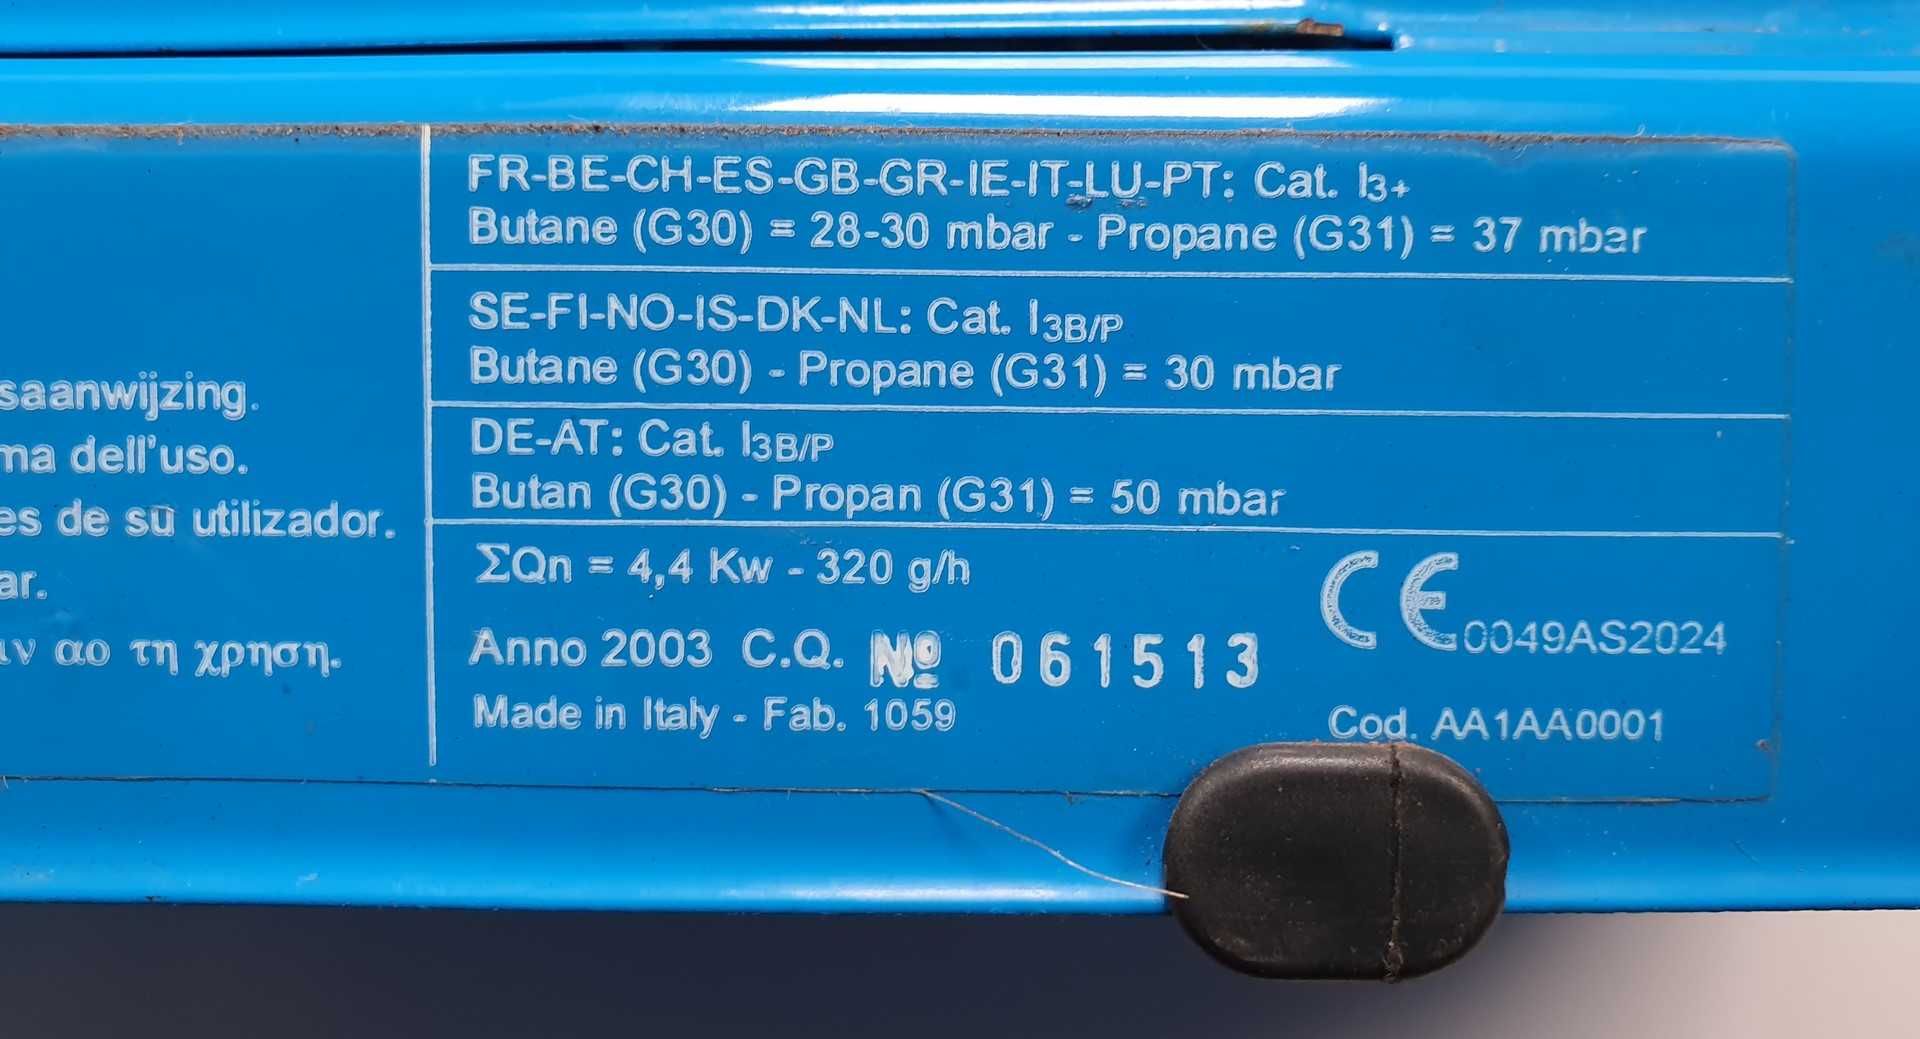 saanwijzing.
ma dell'uso.
es de su utilizador.
ar.
ιν αο τη χρηση.
FR-BE-CH-ES-GB-GR-IE-IT-LU-PT: Cat. I3+
Butane (G30) = 28-30 mbar - Propane (G31) = 37 mbar
SE-FI-NO-IS-DK-NL: Cat. I3B/P
Butane (G30) - Propane (G31) = 30 mbar
DE-AT: Cat. I3B/P
Butan (G30) - Propan (G31) = 50 mbar
ΣQn = 4,4 Kw - 320 g/h
CE 0049AS2024
Anno 2003 C.Q. Nº 061513
Made in Italy - Fab. 1059
Cod. AA1AA0001